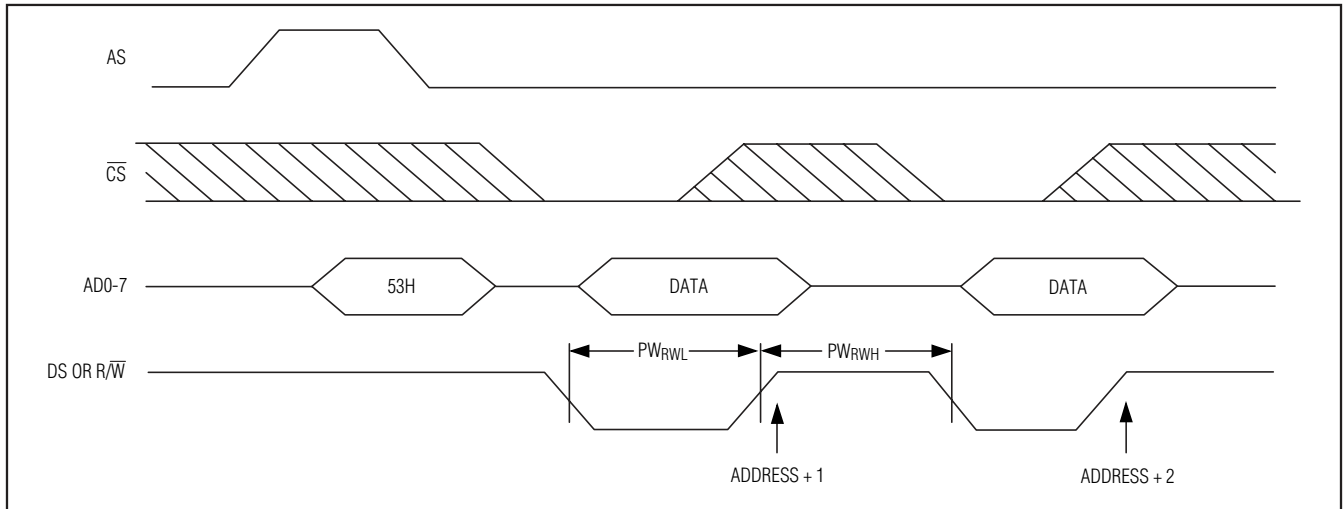 AS
CS
AD0-7 53H DATA DATA
PWRWL PWRWH
DS OR R/W
ADDRESS + 1 ADDRESS + 2